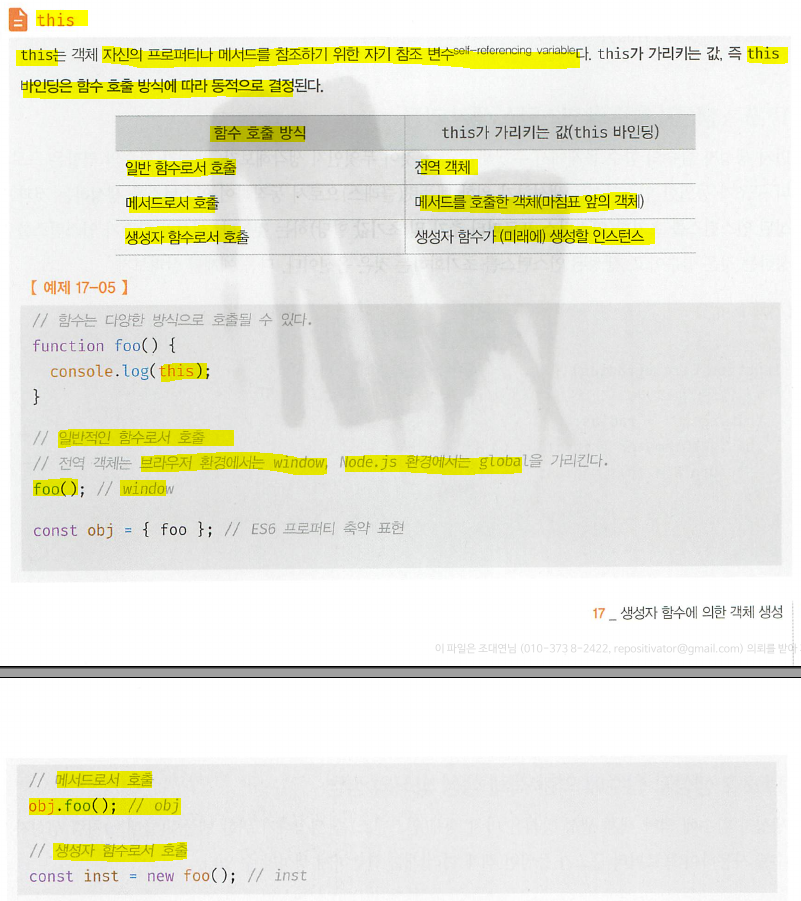 this
this는 객체 자신의 프로퍼티나 메서드를 참조하기 위한 자기 참조 변수self-referencing variable다. this가 가리키는 값, 즉 this
바인딩은 함수 호출 방식에 따라 동적으로 결정된다.
함수 호출 방식 this가 가리키는 값(this 바인딩)
일반 함수로서 호출 전역 객체
메서드로서 호출 메서드를 호출한 객체(마침표 앞의 객체)
생성자 함수로서 호출 생성자 함수가 (미래에) 생성할 인스턴스
【 예제 17-05 】
// 함수는 다양한 방식으로 호출될 수 있다.
function foo() {
console.log(this);
}
// 일반적인 함수로서 호출
// 전역 객체는 브라우저 환경에서는 window, Node.js 환경에서는 global을 가리킨다.
foo(); // window
const obj = { foo }; // ES6 프로퍼티 축약 표현
17 _ 생성자 함수에 의한 객체 생성
이 파일은 조대연님 (010-373 8-2422, repositivator@gmail.com) 의뢰를 받아
// 메서드로서 호출
obj.foo(); // obj
// 생성자 함수로서 호출
const inst = new foo(); // inst